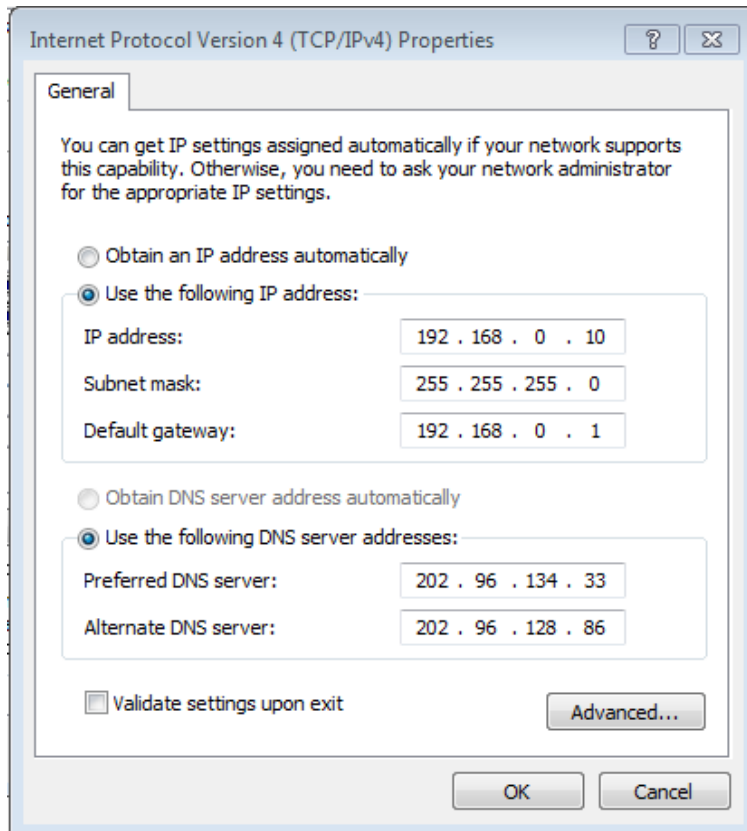 Internet Protocol Version 4 (TCP/IPv4) Properties
General
You can get IP settings assigned automatically if your network supports
this capability. Otherwise, you need to ask your network administrator
for the appropriate IP settings.
Obtain an IP address automatically
Use the following IP address:
IP address: 192 . 168 . 0 . 10
Subnet mask: 255 . 255 . 255 . 0
Default gateway: 192 . 168 . 0 . 1
Obtain DNS server address automatically
Use the following DNS server addresses:
Preferred DNS server: 202 . 96 . 134 . 33
Alternate DNS server: 202 . 96 . 128 . 86
Validate settings upon exit
Advanced...
OK Cancel